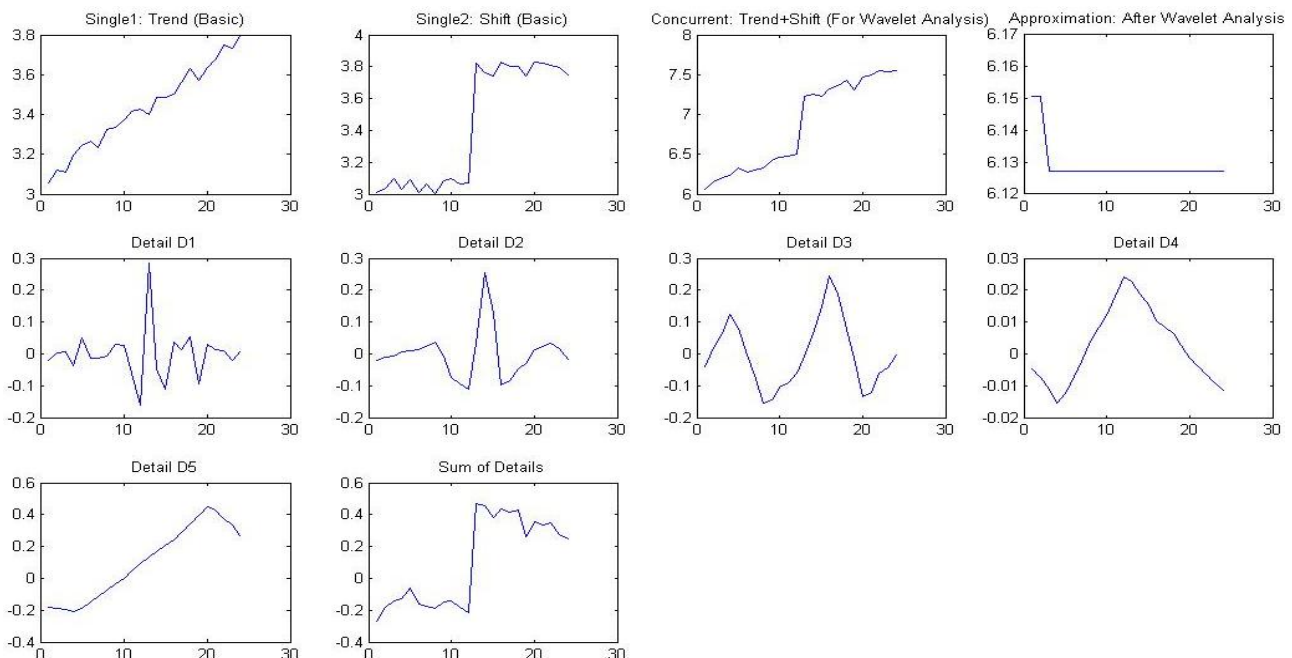 Single1: Trend (Basic)
Single2: Shift (Basic)
Concurrent: Trend+Shift (For Wavelet Analysis)
Approximation: After Wavelet Analysis
3.8
3.6
3.4
3.2
3
0 10 20 30
4
3.8
3.6
3.4
3.2
3
0 10 20 30
8
7.5
7
6.5
6
0 10 20 30
6.17
6.16
6.15
6.14
6.13
6.12
0 10 20 30
Detail D1
Detail D2
Detail D3
Detail D4
0.3
0.2
0.1
0
-0.1
-0.2
0 10 20 30
0.3
0.2
0.1
0
-0.1
-0.2
0 10 20 30
0.3
0.2
0.1
0
-0.1
-0.2
0 10 20 30
0.03
0.02
0.01
0
-0.01
-0.02
0 10 20 30
Detail D5
Sum of Details
0.6
0.4
0.2
0
-0.2
-0.4
0 10 20 30
0.6
0.4
0.2
0
-0.2
-0.4
0 10 20 30